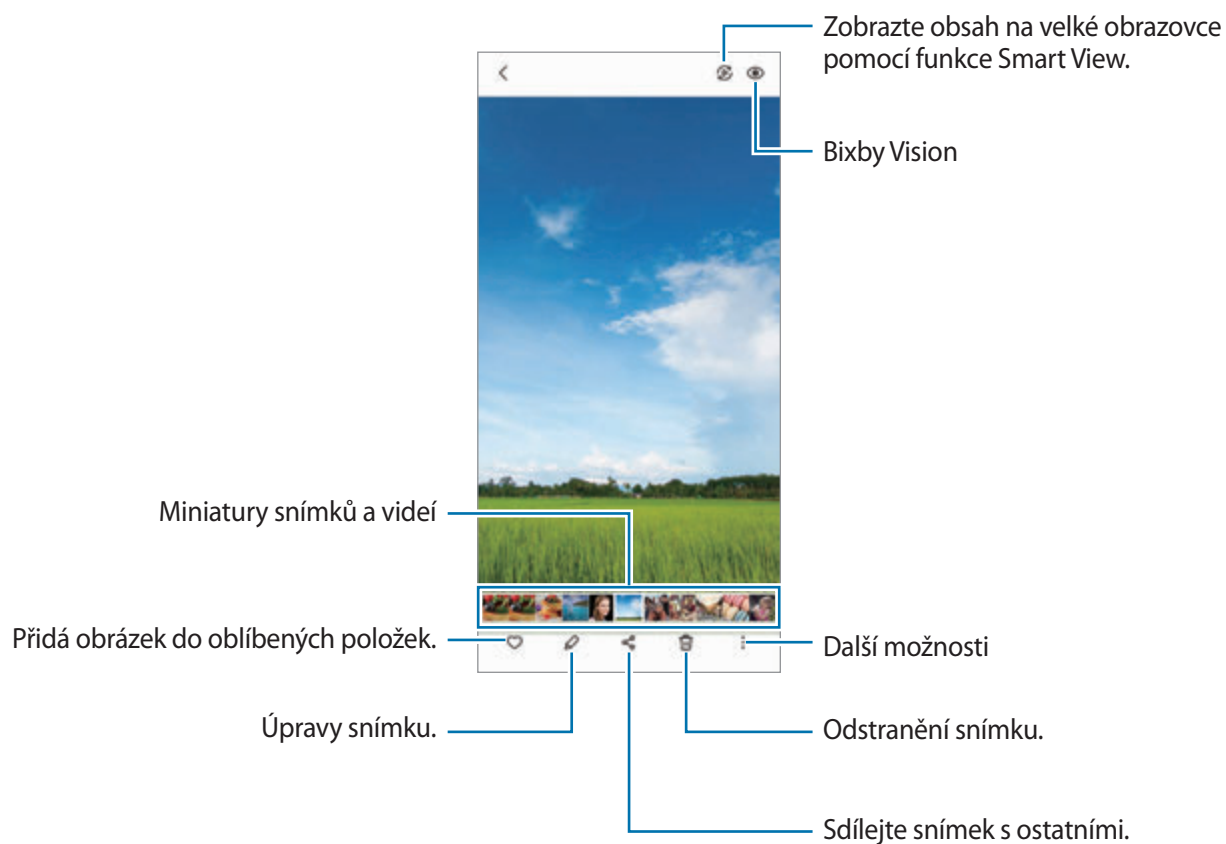 Zobrazte obsah na velké obrazovce
pomocí funkce Smart View.
Bixby Vision
Miniatury snímků a videí
Přidá obrázek do oblíbených položek.
Další možnosti
Úpravy snímku.
Odstranění snímku.
Sdílejte snímek s ostatními.